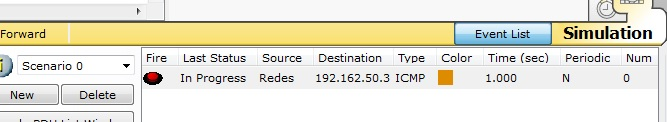 Forward Event List Simulation
Fire Last Status Source Destination Type Color Time (sec) Periodic Num
Scenario 0
In Progress Redes 192.162.50.3 ICMP 1.000 N 0
New Delete